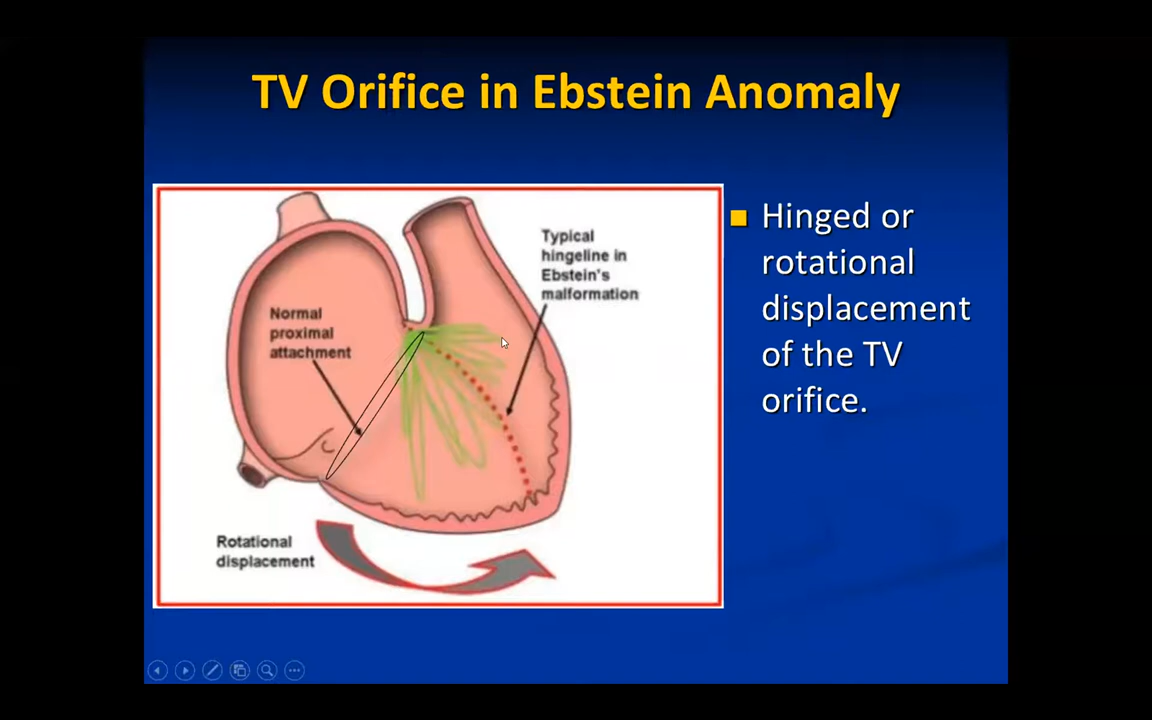 TV Orifice in Ebstein Anomaly
Typical
hingeline in
Ebstein's
malformation
Normal
proximal
attachment
Rotational
displacement
Hinged or
rotational
displacement
of the TV
orifice.